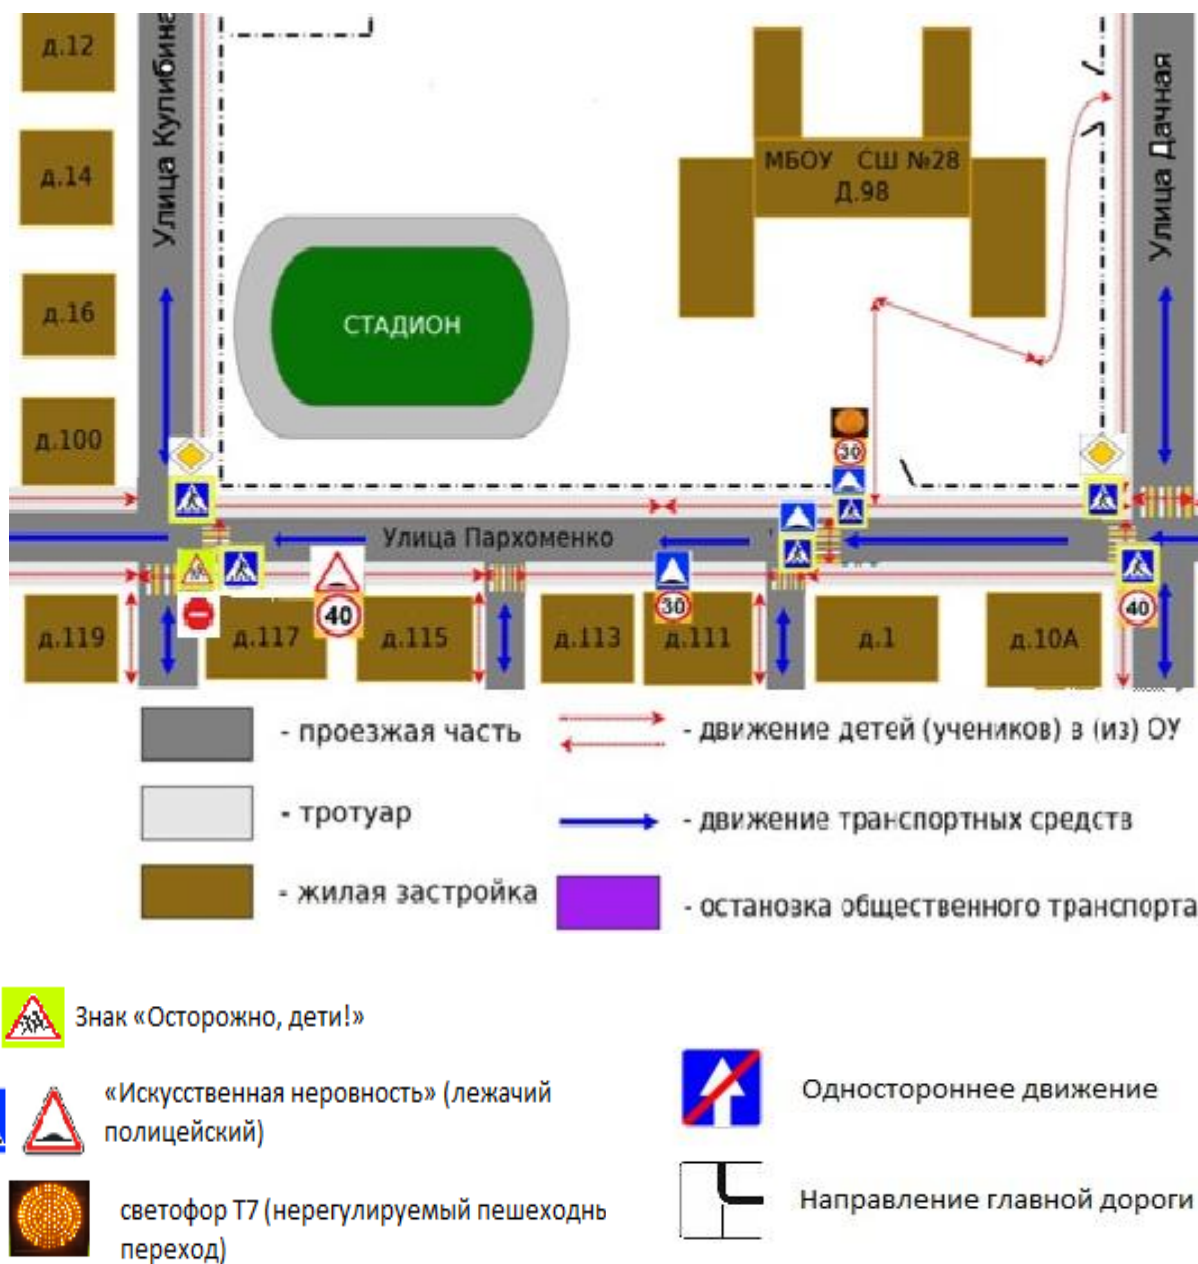 д.12
Улица Кулибина
Улица Дачная
д.14
МБОУ СШ №28
Д.98
д.16
СТАДИОН
д.100
30
Улица Пархоменко
40
30
40
д.119
д.117
д.115
д.113
д.111
д.1
д.10А
- проезжая часть
- движение детей (учеников) в (из) ОУ
- тротуар
- движение транспортных средств
- жилая застройка
- остановка общественного транспорта
Знак «Осторожно, дети!»
«Искусственная неровность» (лежачий
полицейский)
Одностороннее движение
светофор Т7 (нерегулируемый пешеходнь
переход)
Направление главной дороги